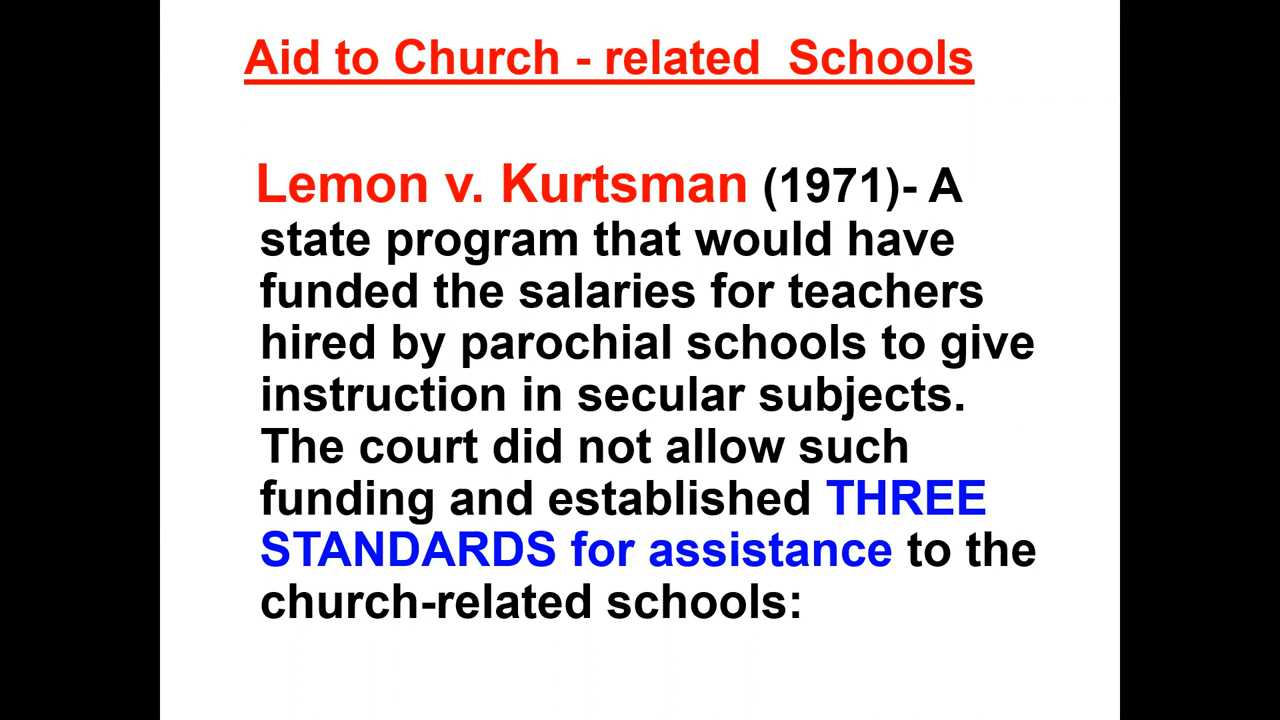 Aid to Church - related  Schools
Lemon v. Kurtsman (1971)- A
state program that would have
funded the salaries for teachers
hired by parochial schools to give
instruction in secular subjects.
The court did not allow such
funding and established THREE
STANDARDS for assistance to the
church-related schools: